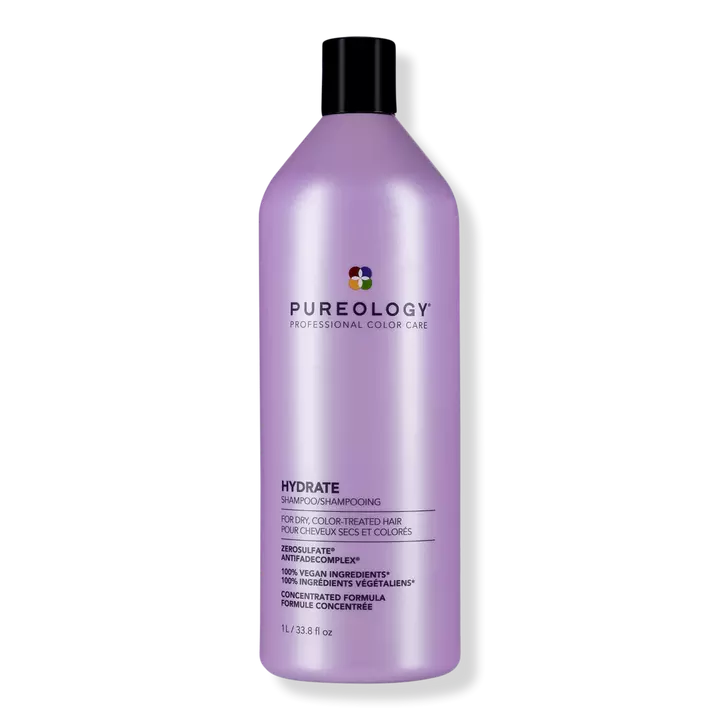 PUREOLOGY®
PROFESSIONAL COLOR CARE
HYDRATE
SHAMPOO/SHAMPOOING
FOR DRY, COLOR-TREATED HAIR
POUR CHEVEUX SECS ET COLORÉS
ZEROSULFATE®
ANTIFADECOMPLEX®
100% VEGAN INGREDIENTS*
100% INGRÉDIENTS VÉGÉTALIENS*
CONCENTRATED FORMULA
FORMULE CONCENTRÉE
1L / 33.8 fl oz